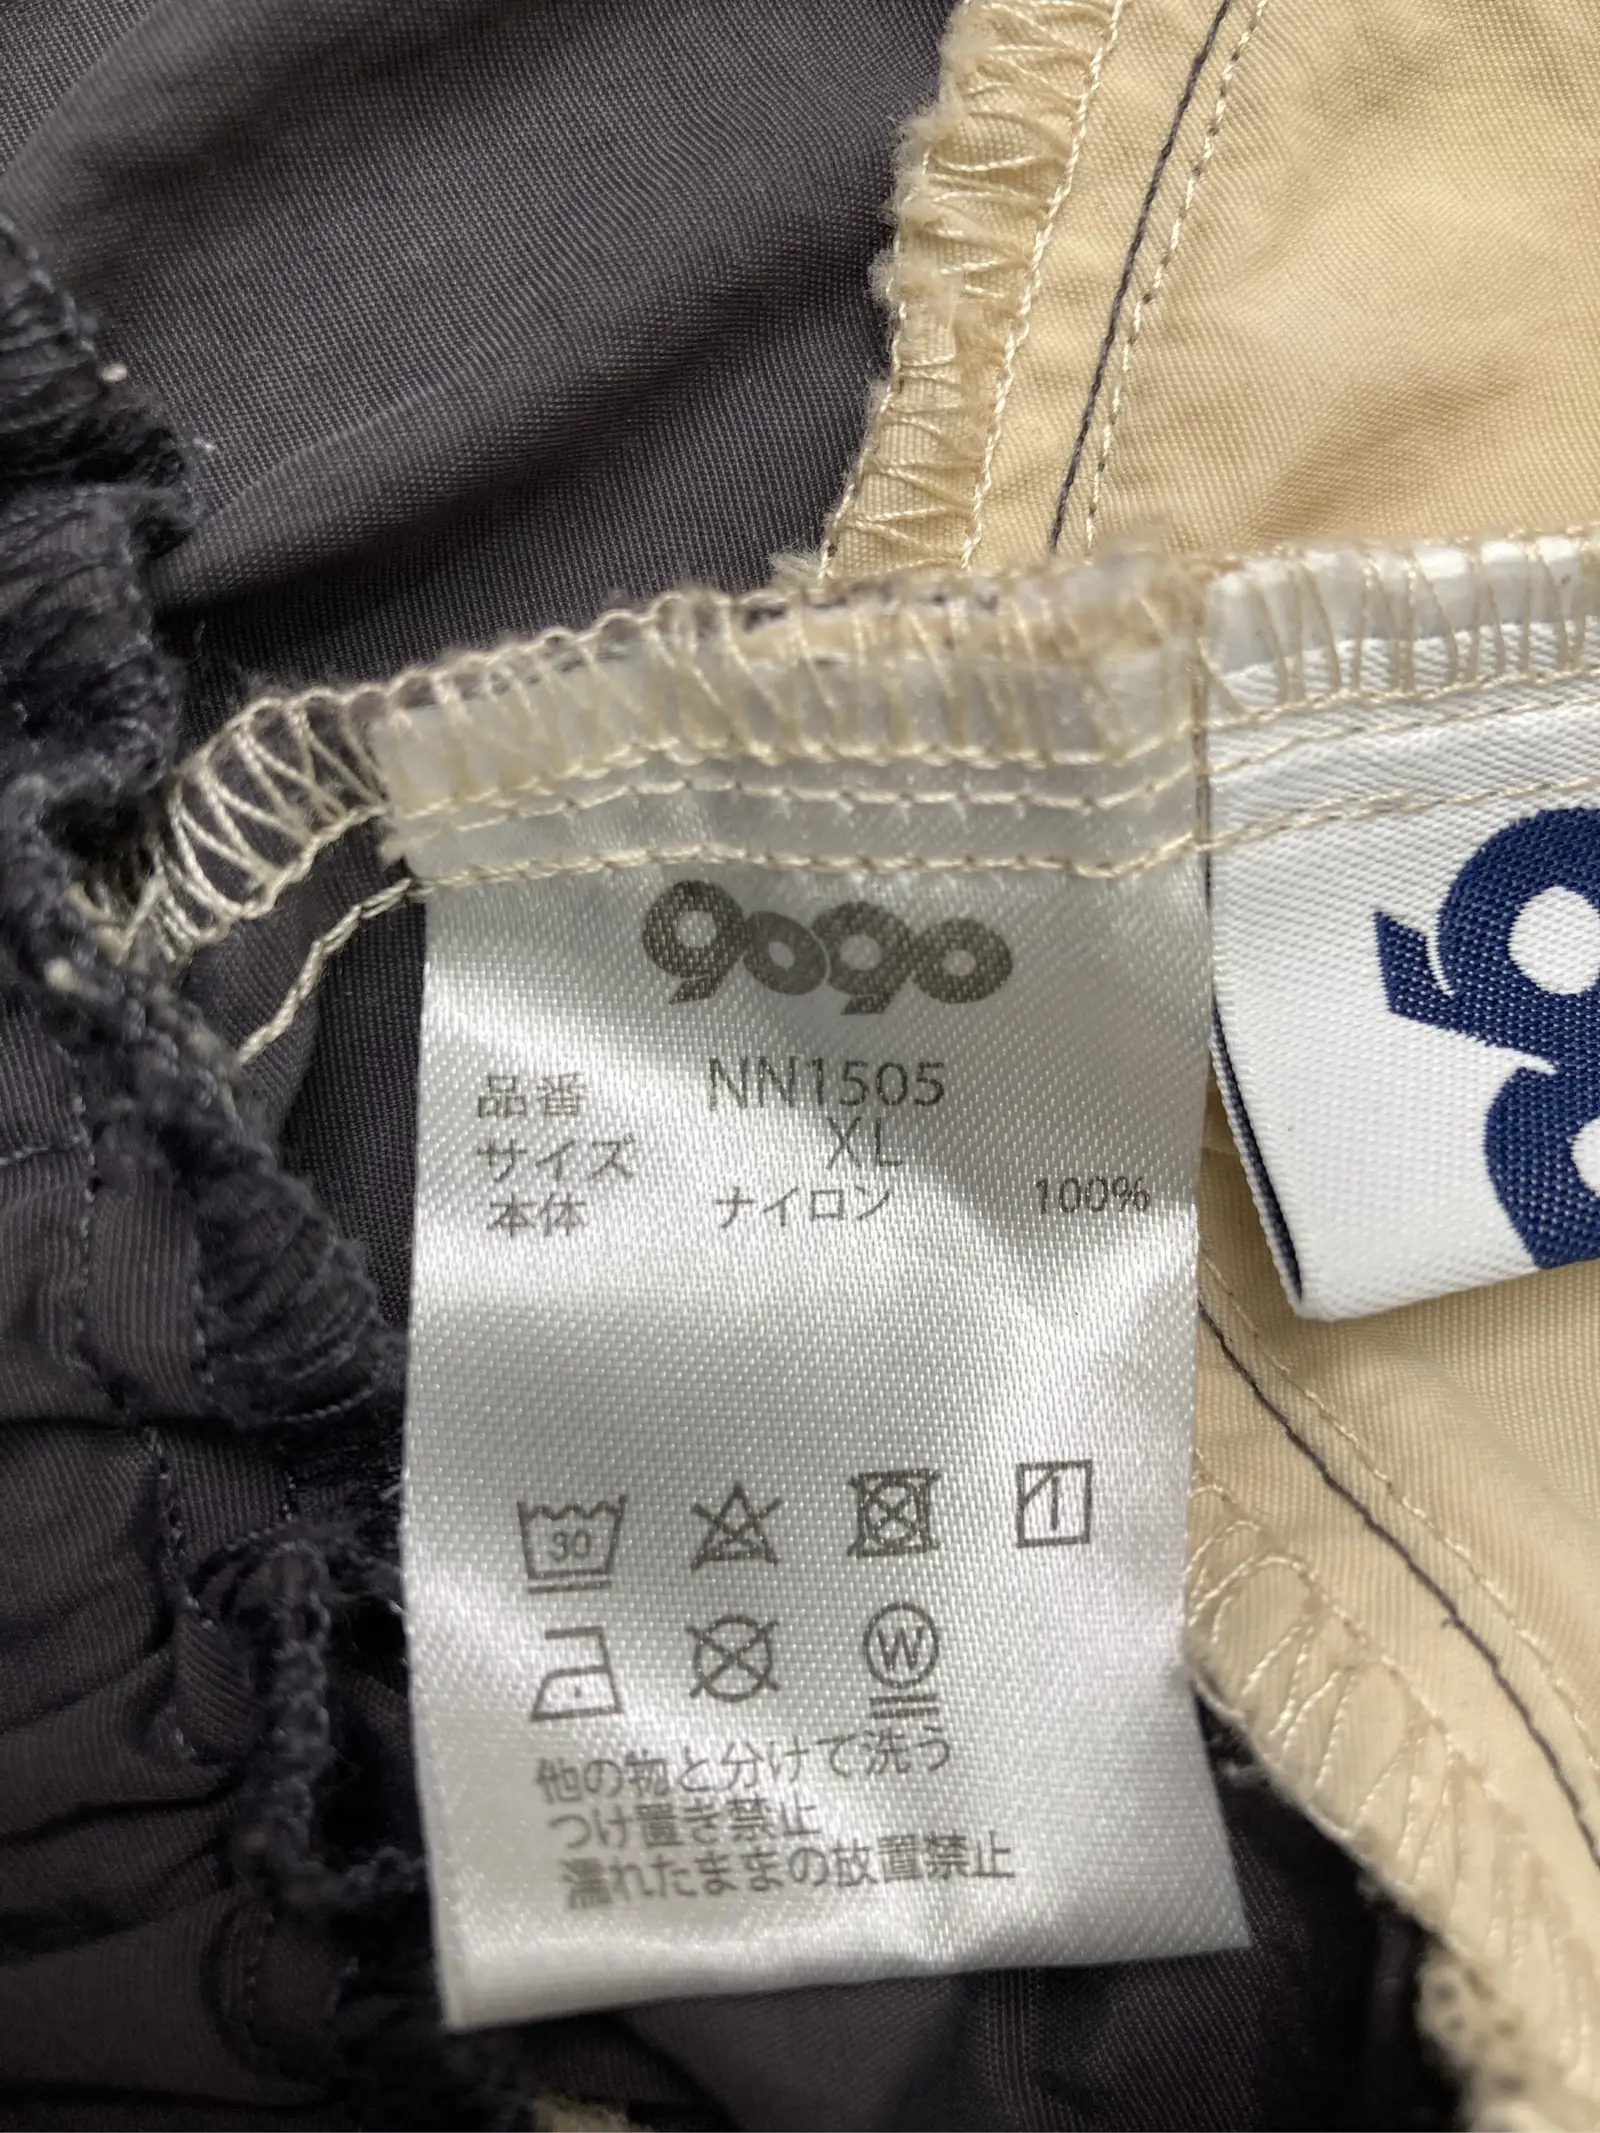 gogo
品番 NN1505
サイズ XL
本体 ナイロン 100%
30
W
他の物と分けて洗う
つけ置き禁止
濡れたままの放置禁止